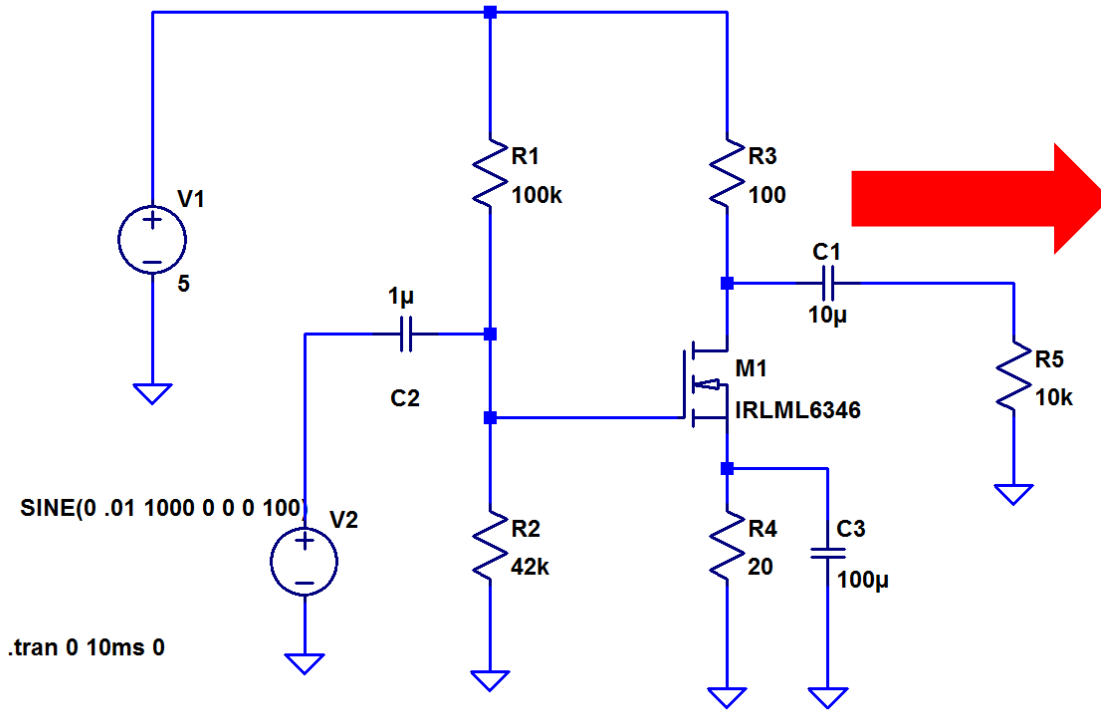 R1
100k
R3
100
V1
5
C1
10µ
1µ
C2
M1
IRLML6346
R5
10k
SINE(0 .01 1000 0 0 0 100)
V2
R2
42k
R4
20
C3
100µ
.tran 0 10ms 0